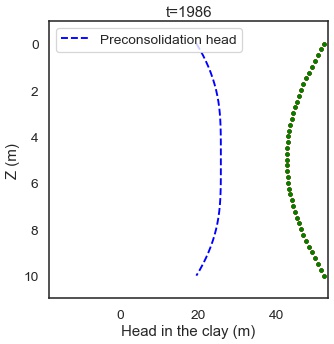 t=1986
Preconsolidation head
0
2
4
6
8
10
Z (m)
0
20
40
Head in the clay (m)